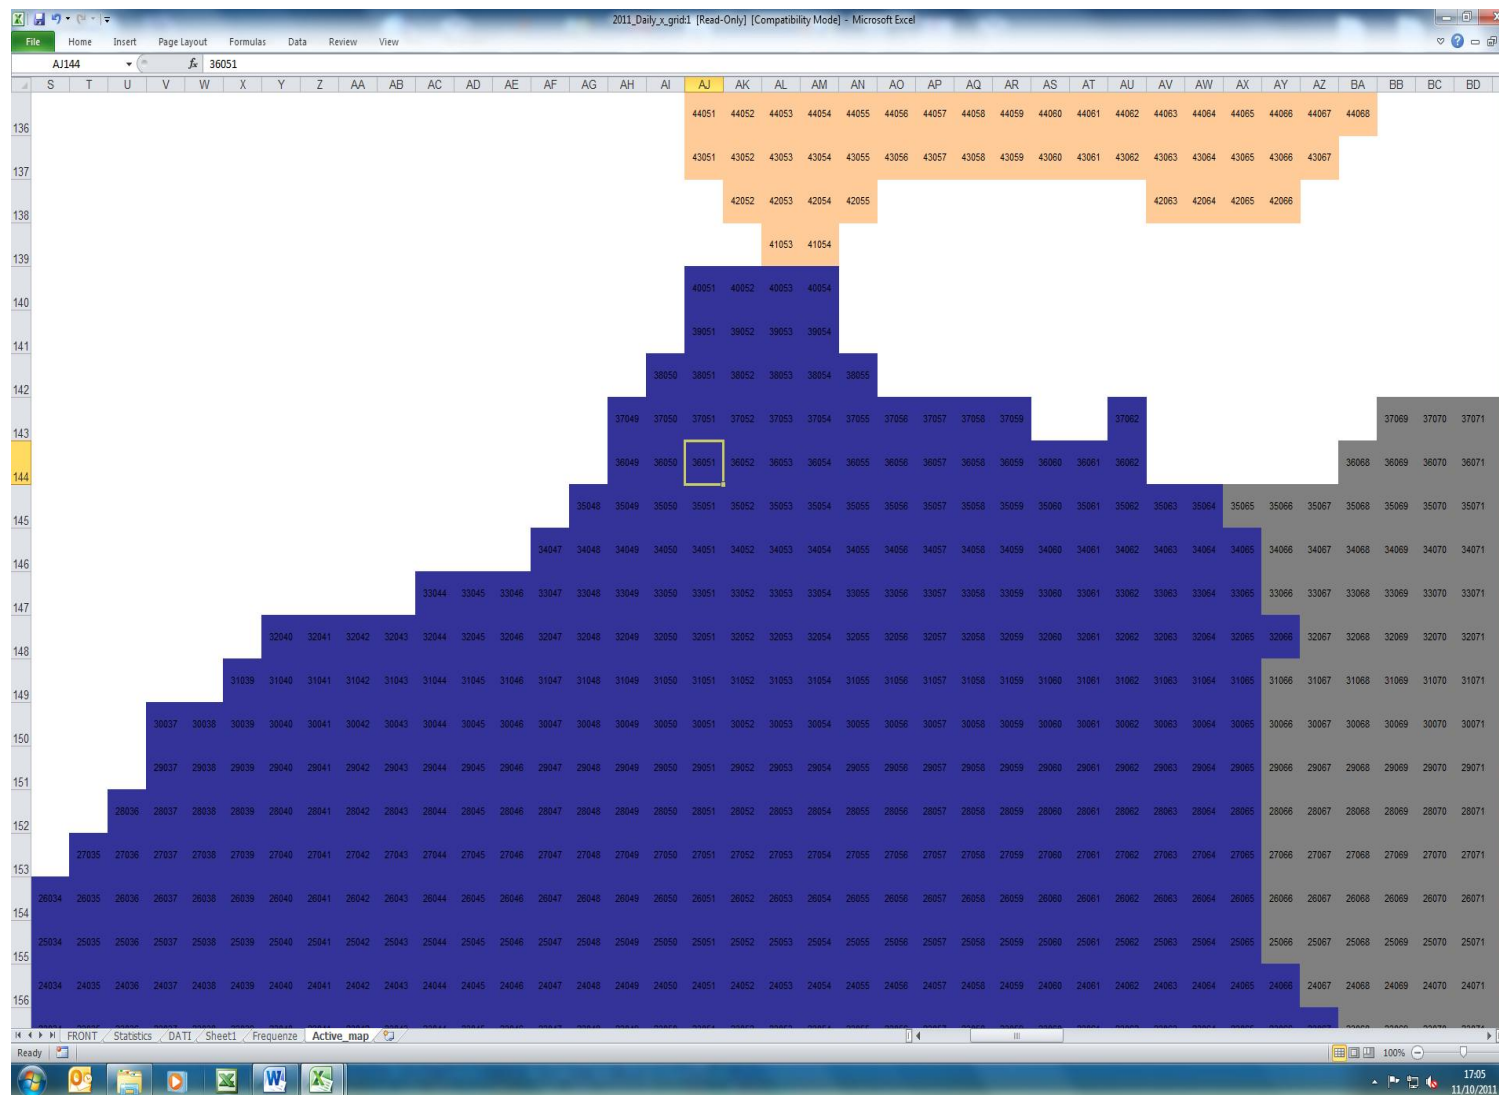 2011_Daily_x_grid:1 [Read-Only] [Compatibility Mode] - Microsoft Excel
File Home Insert Page Layout Formulas Data Review View
AJ144 fx 36051
S T U V W X Y Z AA AB AC AD AE AF AG AH AI AJ AK AL AM AN AO AP AQ AR AS AT AU AV AW AX AY AZ BA BB BC BD
136 44051 44052 44053 44054 44055 44056 44057 44058 44059 44060 44061 44062 44063 44064 44065 44066 44067 44068
137 43051 43052 43053 43054 43055 43056 43057 43058 43059 43060 43061 43062 43063 43064 43065 43066 43067
138 42052 42053 42054 42055 42063 42064 42065 42066
139 41053 41054
140 40051 40052 40053 40054
141 39051 39052 39053 39054
142 38050 38051 38052 38053 38054 38055
143 37049 37050 37051 37052 37053 37054 37055 37056 37057 37058 37059 37062 37069 37070 37071
144 36049 36050 36051 36052 36053 36054 36055 36056 36057 36058 36059 36060 36061 36062 36068 36069 36070 36071
145 35048 35049 35050 35051 35052 35053 35054 35055 35056 35057 35058 35059 35060 35061 35062 35063 35064 35065 35066 35067 35068 35069 35070 35071
146 34047 34048 34049 34050 34051 34052 34053 34054 34055 34056 34057 34058 34059 34060 34061 34062 34063 34064 34065 34066 34067 34068 34069 34070 34071
147 33044 33045 33046 33047 33048 33049 33050 33051 33052 33053 33054 33055 33056 33057 33058 33059 33060 33061 33062 33063 33064 33065 33066 33067 33068 33069 33070 33071
148 32040 32041 32042 32043 32044 32045 32046 32047 32048 32049 32050 32051 32052 32053 32054 32055 32056 32057 32058 32059 32060 32061 32062 32063 32064 32065 32066 32067 32068 32069 32070 32071
149 31039 31040 31041 31042 31043 31044 31045 31046 31047 31048 31049 31050 31051 31052 31053 31054 31055 31056 31057 31058 31059 31060 31061 31062 31063 31064 31065 31066 31067 31068 31069 31070 31071
150 30037 30038 30039 30040 30041 30042 30043 30044 30045 30046 30047 30048 30049 30050 30051 30052 30053 30054 30055 30056 30057 30058 30059 30060 30061 30062 30063 30064 30065 30066 30067 30068 30069 30070 30071
151 29037 29038 29039 29040 29041 29042 29043 29044 29045 29046 29047 29048 29049 29050 29051 29052 29053 29054 29055 29056 29057 29058 29059 29060 29061 29062 29063 29064 29065 29066 29067 29068 29069 29070 29071
152 28036 28037 28038 28039 28040 28041 28042 28043 28044 28045 28046 28047 28048 28049 28050 28051 28052 28053 28054 28055 28056 28057 28058 28059 28060 28061 28062 28063 28064 28065 28066 28067 28068 28069 28070 28071
153 27035 27036 27037 27038 27039 27040 27041 27042 27043 27044 27045 27046 27047 27048 27049 27050 27051 27052 27053 27054 27055 27056 27057 27058 27059 27060 27061 27062 27063 27064 27065 27066 27067 27068 27069 27070 27071
154 26034 26035 26036 26037 26038 26039 26040 26041 26042 26043 26044 26045 26046 26047 26048 26049 26050 26051 26052 26053 26054 26055 26056 26057 26058 26059 26060 26061 26062 26063 26064 26065 26066 26067 26068 26069 26070 26071
155 25034 25035 25036 25037 25038 25039 25040 25041 25042 25043 25044 25045 25046 25047 25048 25049 25050 25051 25052 25053 25054 25055 25056 25057 25058 25059 25060 25061 25062 25063 25064 25065 25066 25067 25068 25069 25070 25071
156 24034 24035 24036 24037 24038 24039 24040 24041 24042 24043 24044 24045 24046 24047 24048 24049 24050 24051 24052 24053 24054 24055 24056 24057 24058 24059 24060 24061 24062 24063 24064 24065 24066 24067 24068 24069 24070 24071
FRONT Statistics DATI Sheet1 Frequenze Active_map
Ready 100%
17:05
11/10/2011